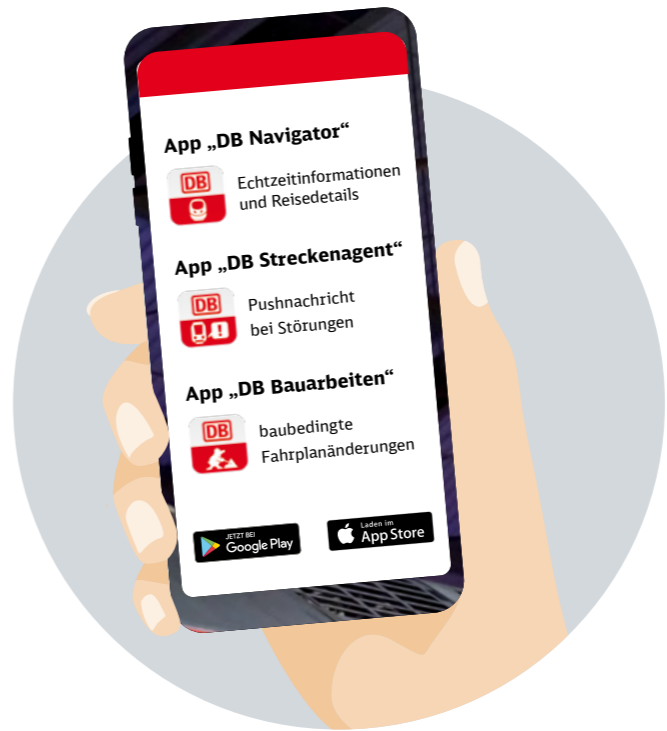 App „DB Navigator“
DB
Echtzeitinformationen
und Reisedetails
App „DB Streckenagent“
DB
Pushnachricht
bei Störungen
App „DB Bauarbeiten“
DB
baubedingte
Fahrplanänderungen
JETZT BEI
Google Play
Laden im
App Store